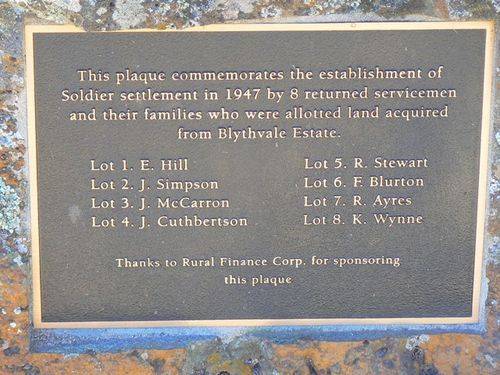 This plaque commemorates the establishment of
Soldier settlement in 1947 by 8 returned servicemen
and their families who were allotted land acquired
from Blythvale Estate.
Lot 1. E. Hill
Lot 2. J. Simpson
Lot 3. J. McCarron
Lot 4. J. Cuthbertson
Lot 5. R. Stewart
Lot 6. F. Blurton
Lot 7. R. Ayres
Lot 8. K. Wynne
Thanks to Rural Finance Corp. for sponsoring
this plaque